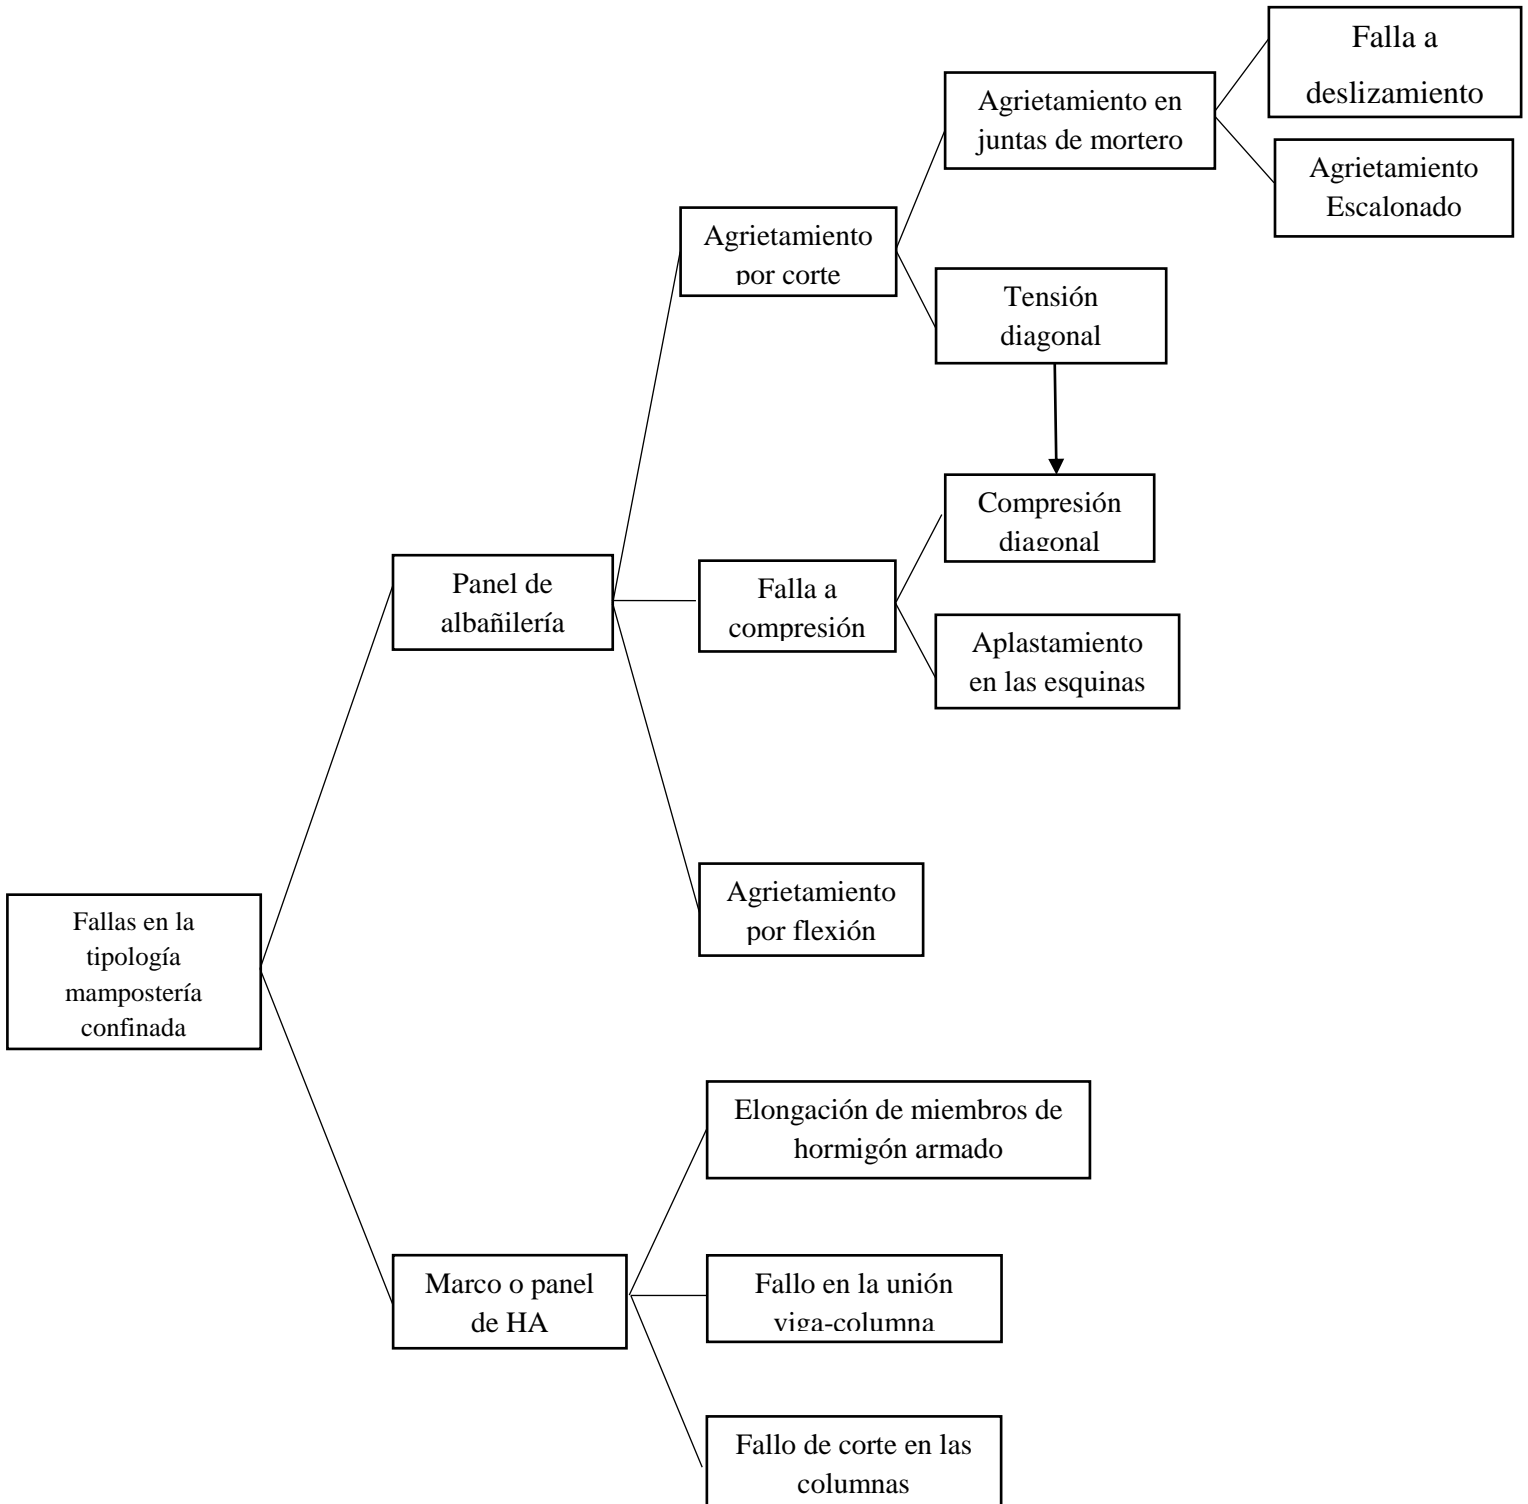 Falla a
deslizamiento
Agrietamiento en
juntas de mortero
Agrietamiento
Escalonado
Agrietamiento
por corte
Tensión
diagonal
Compresión
diagonal
Panel de
albañilería
Falla a
compresión
Aplastamiento
en las esquinas
Agrietamiento
por flexión
Fallas en la
tipología
mampostería
confinada
Elongación de miembros de
hormigón armado
Marco o panel
de HA
Fallo en la unión
viga-columna
Fallo de corte en las
columnas